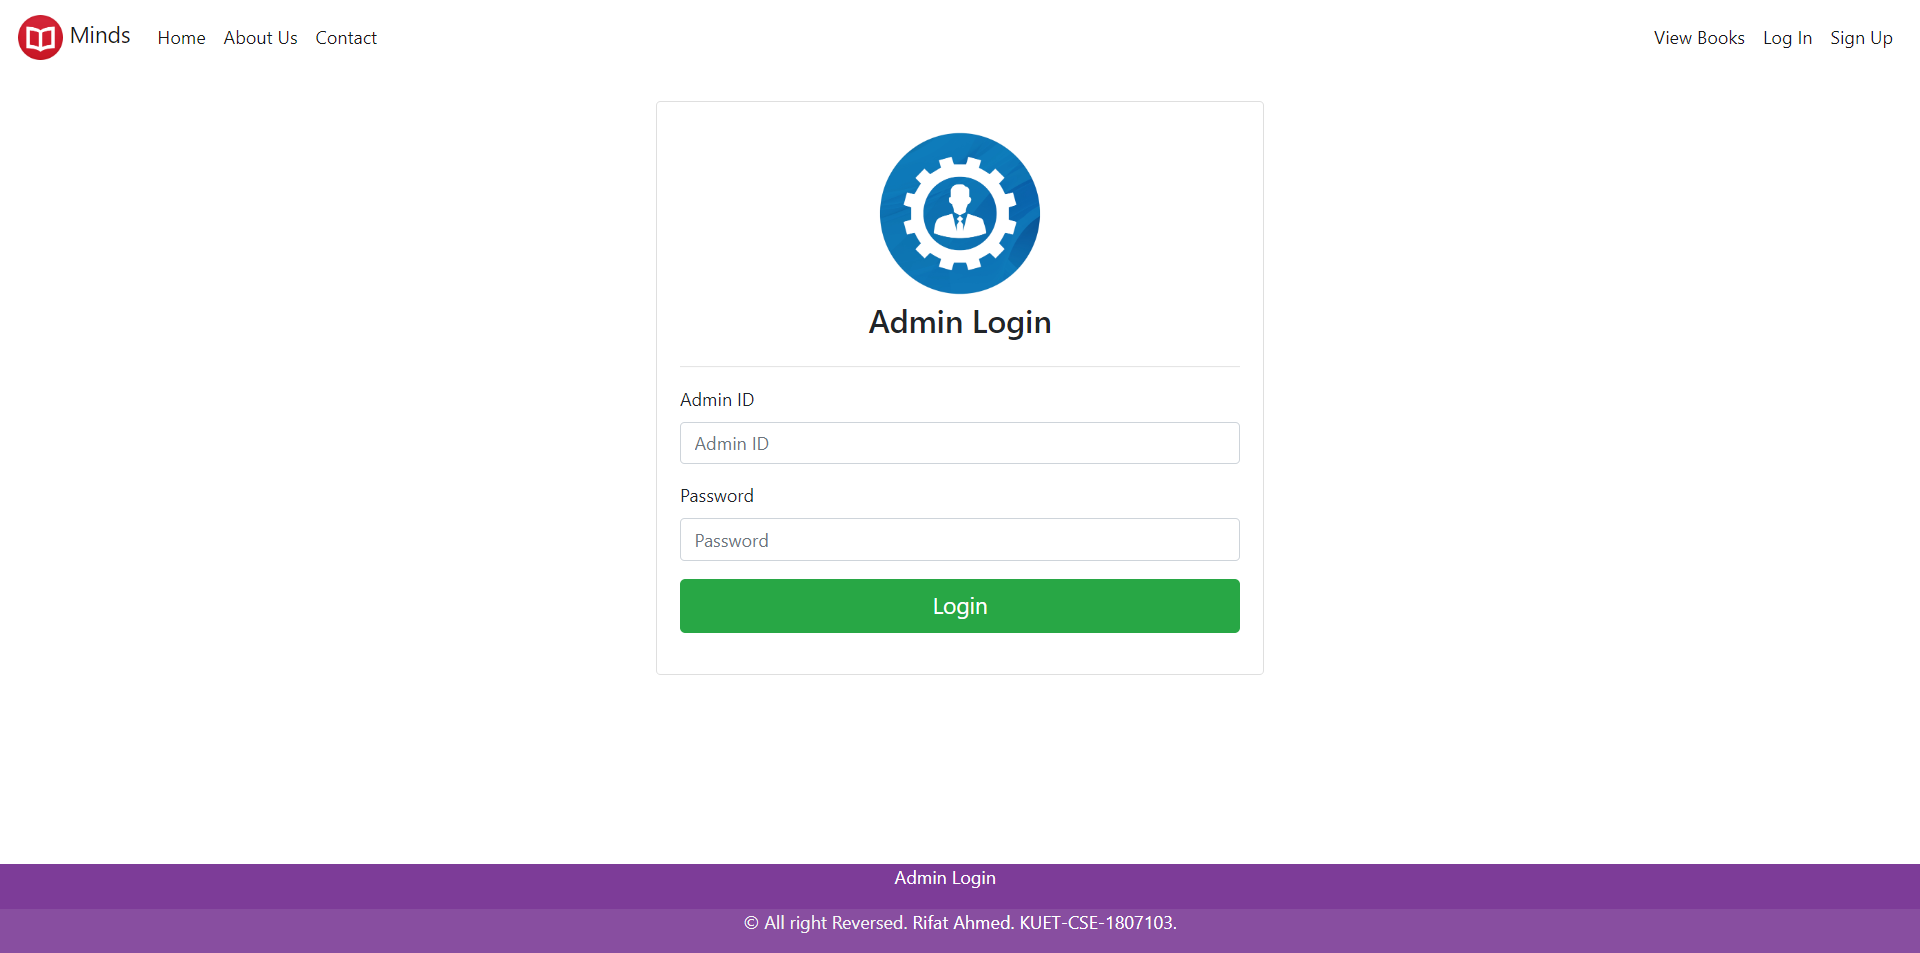 Minds Home About Us Contact View Books Log In Sign Up
Admin Login
Admin ID
Admin ID
Password
Password
Login
Admin Login
© All right Reversed. Rifat Ahmed. KUET-CSE-1807103.